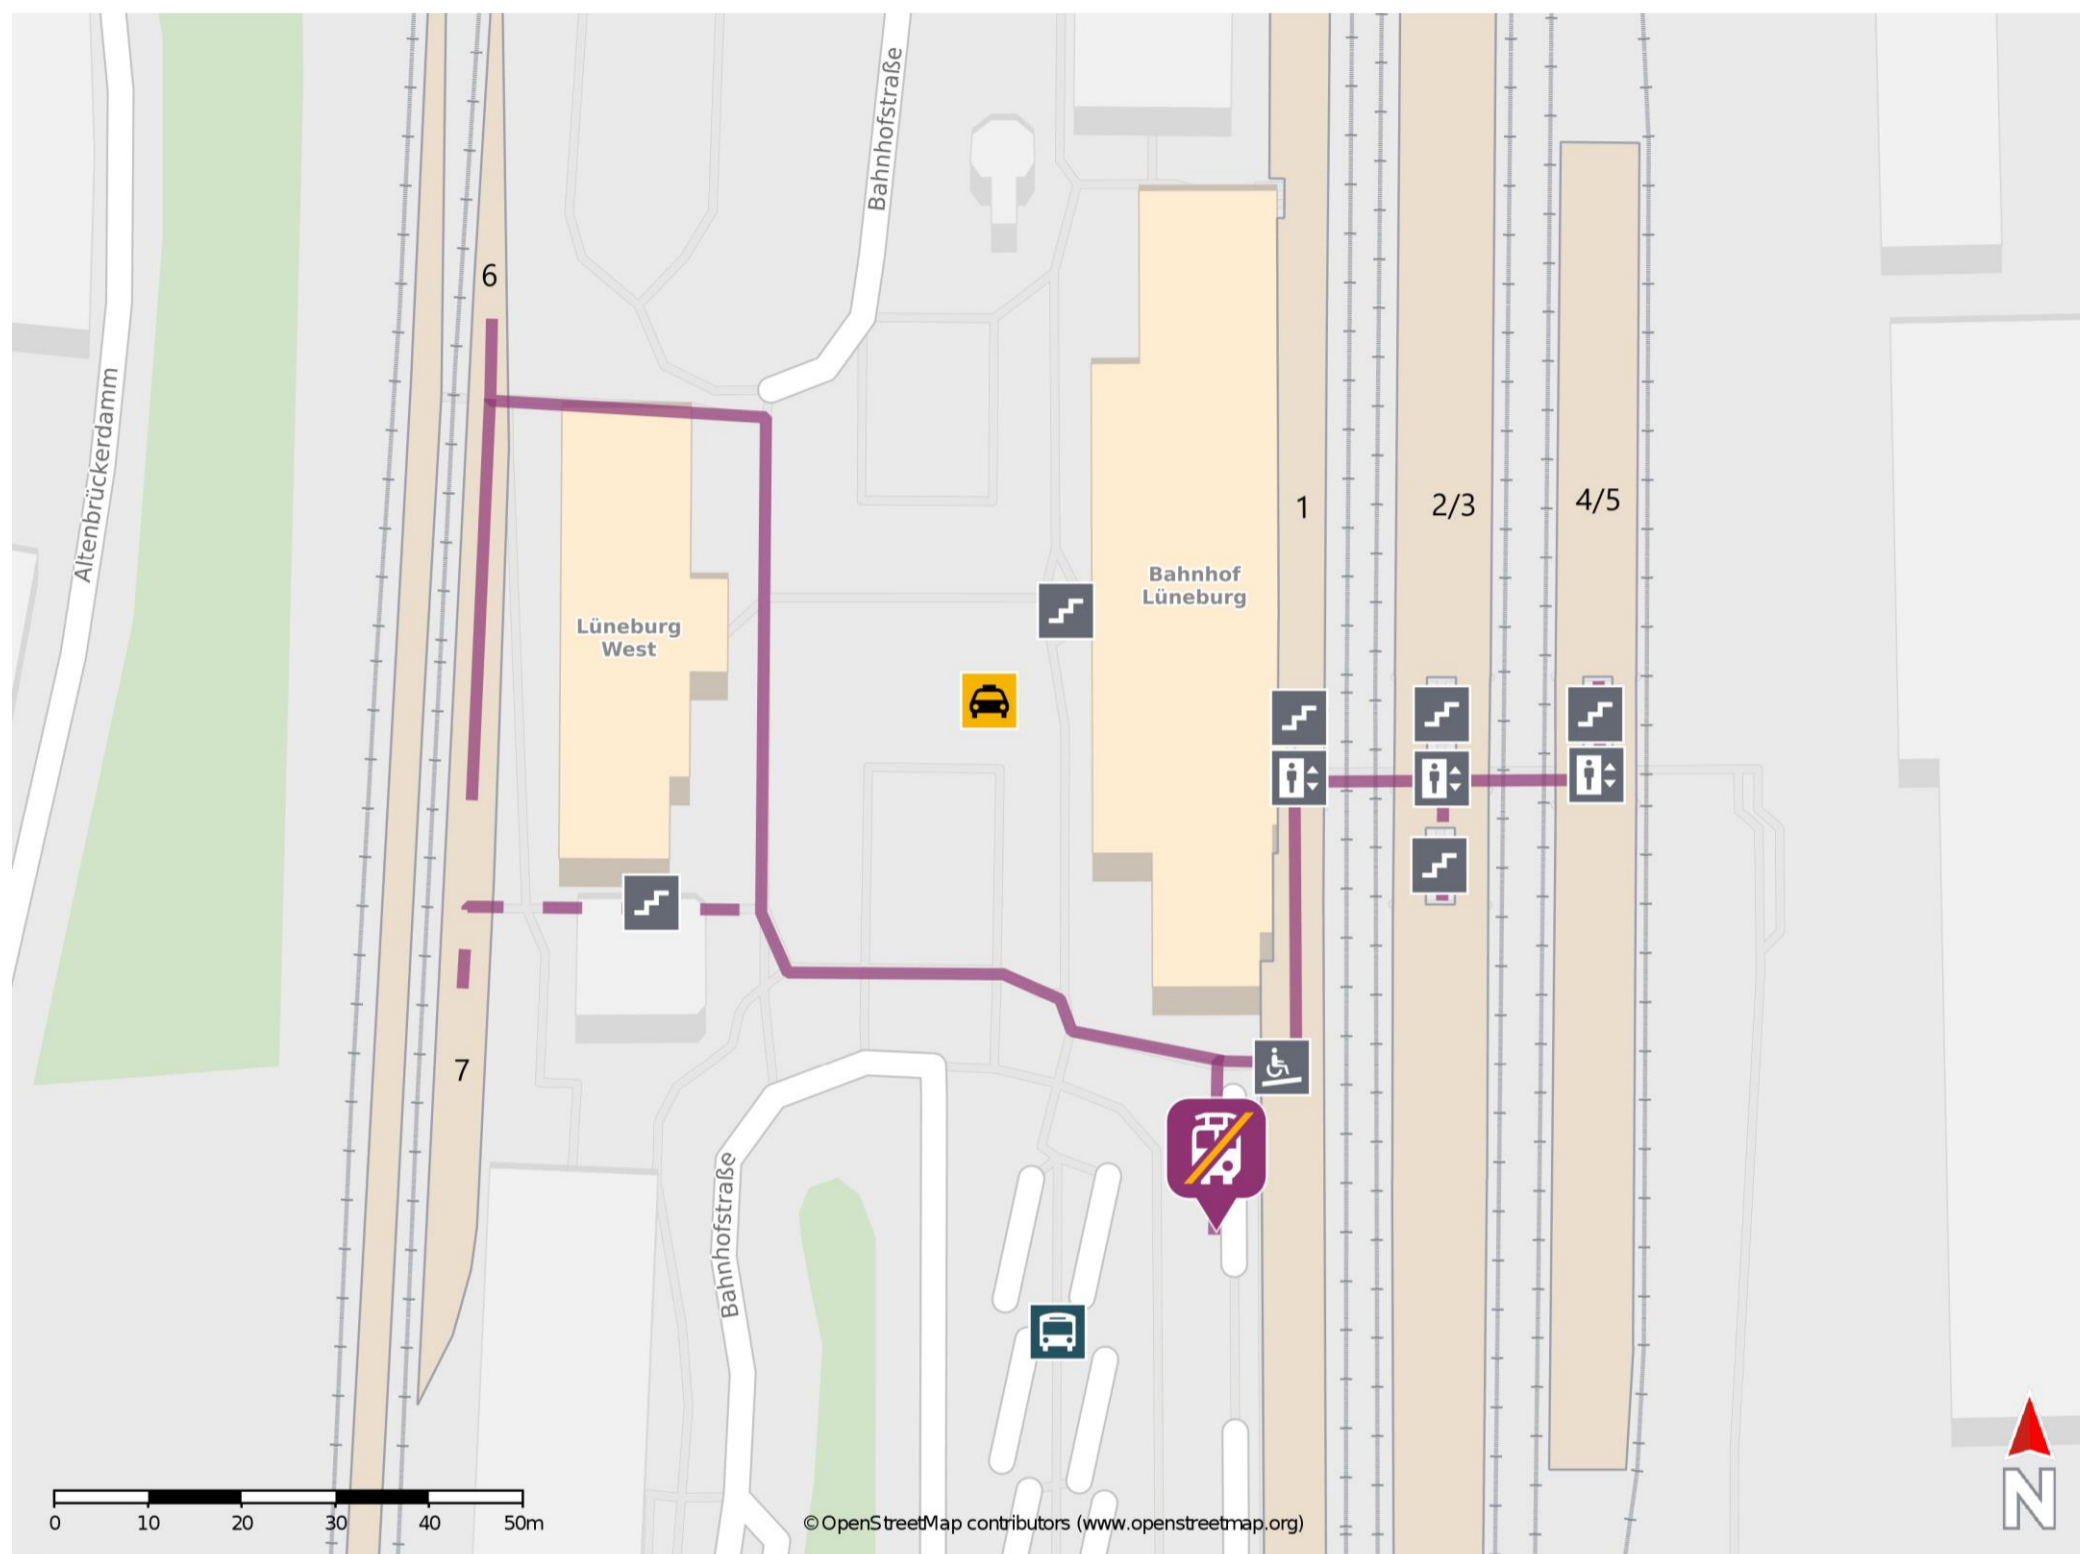 Bahnhofstraße
6
Altenbrückerdamm
1
2/3
4/5
Bahnhof
Lüneburg
Lüneburg
West
7
Bahnhofstraße
0 10 20 30 40 50m
© OpenStreetMap contributors (www.openstreetmap.org)
N